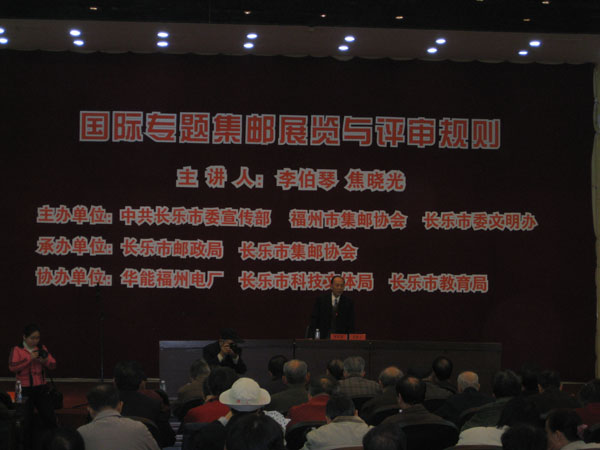 国际专题集邮展览与评审规则
主讲人：李伯琴 焦晓光
主办单位：中共长乐市委宣传部 福州市集邮协会 长乐市委文明办
承办单位：长乐市邮政局 长乐市集邮协会
协办单位：华能福州电厂 长乐市科技文体局 长乐市教育局